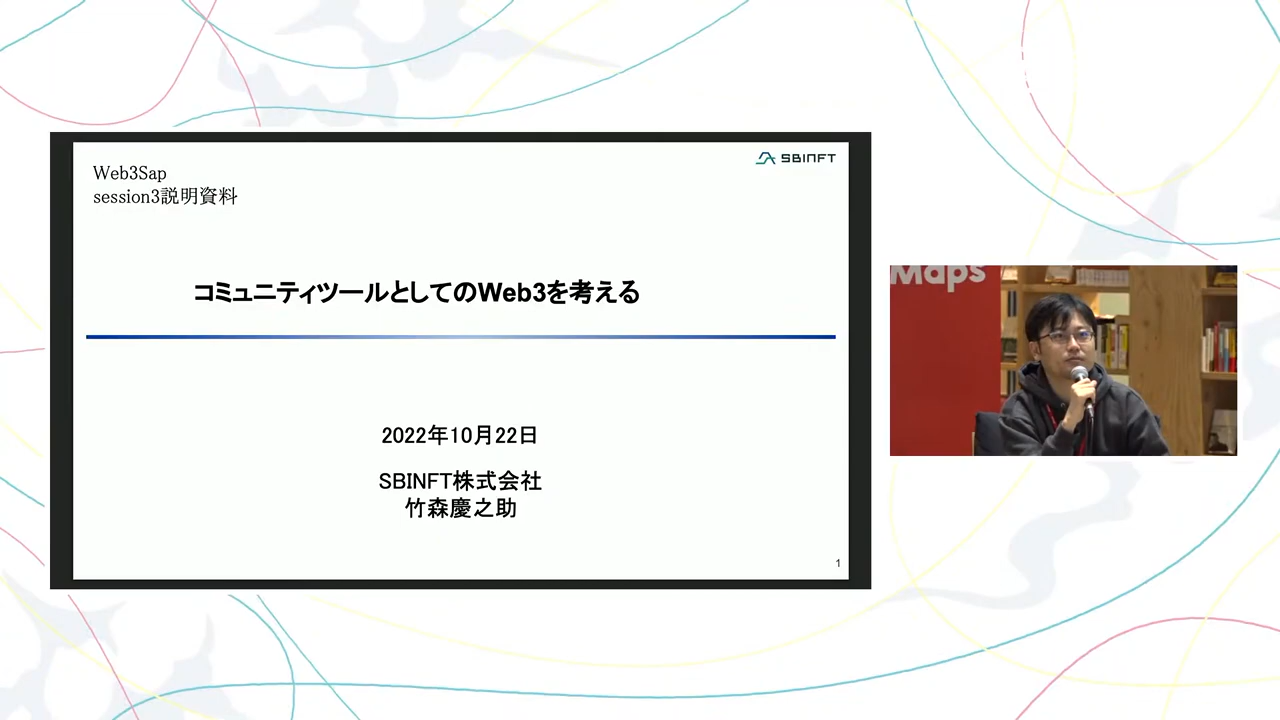 Web3Sap
session3説明資料
SBINFT
コミュニティツールとしてのWeb3を考える
2022年10月22日
SBINFT株式会社
竹森慶之助
1
Maps